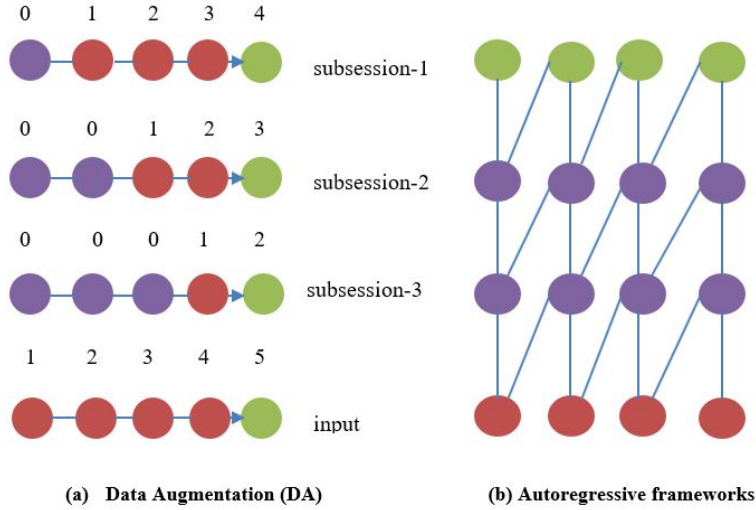 0 1 2 3 4
subsession-1
0 0 1 2 3
subsession-2
0 0 0 1 2
subsession-3
1 2 3 4 5
input
(a) Data Augmentation (DA)
(b) Autoregressive frameworks